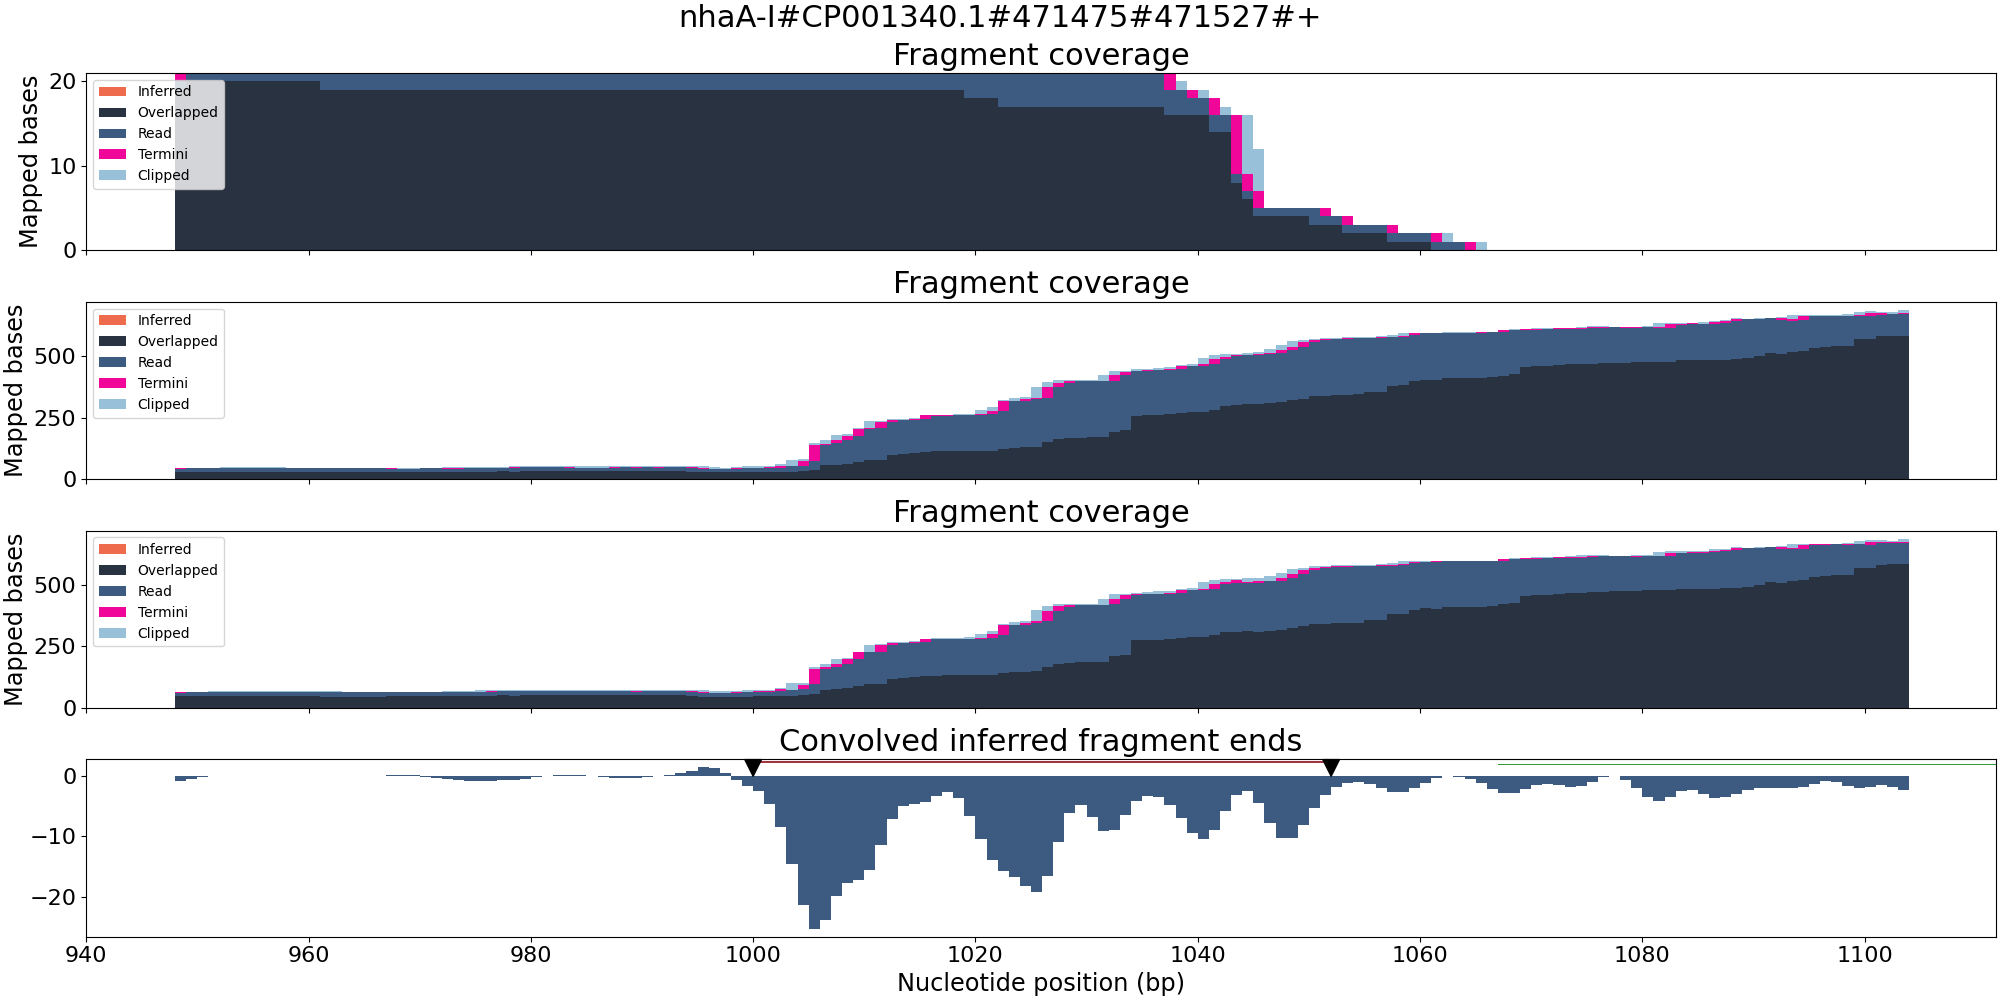 nhaA-I#CP001340.1#471475#471527#+
Fragment coverage
Mapped bases
20
10
0
Inferred
Overlapped
Read
Termini
Clipped
Fragment coverage
Mapped bases
500
250
0
Inferred
Overlapped
Read
Termini
Clipped
Fragment coverage
Mapped bases
500
250
0
Inferred
Overlapped
Read
Termini
Clipped
Convolved inferred fragment ends
0
−10
−20
940 960 980 1000 1020 1040 1060 1080 1100
Nucleotide position (bp)